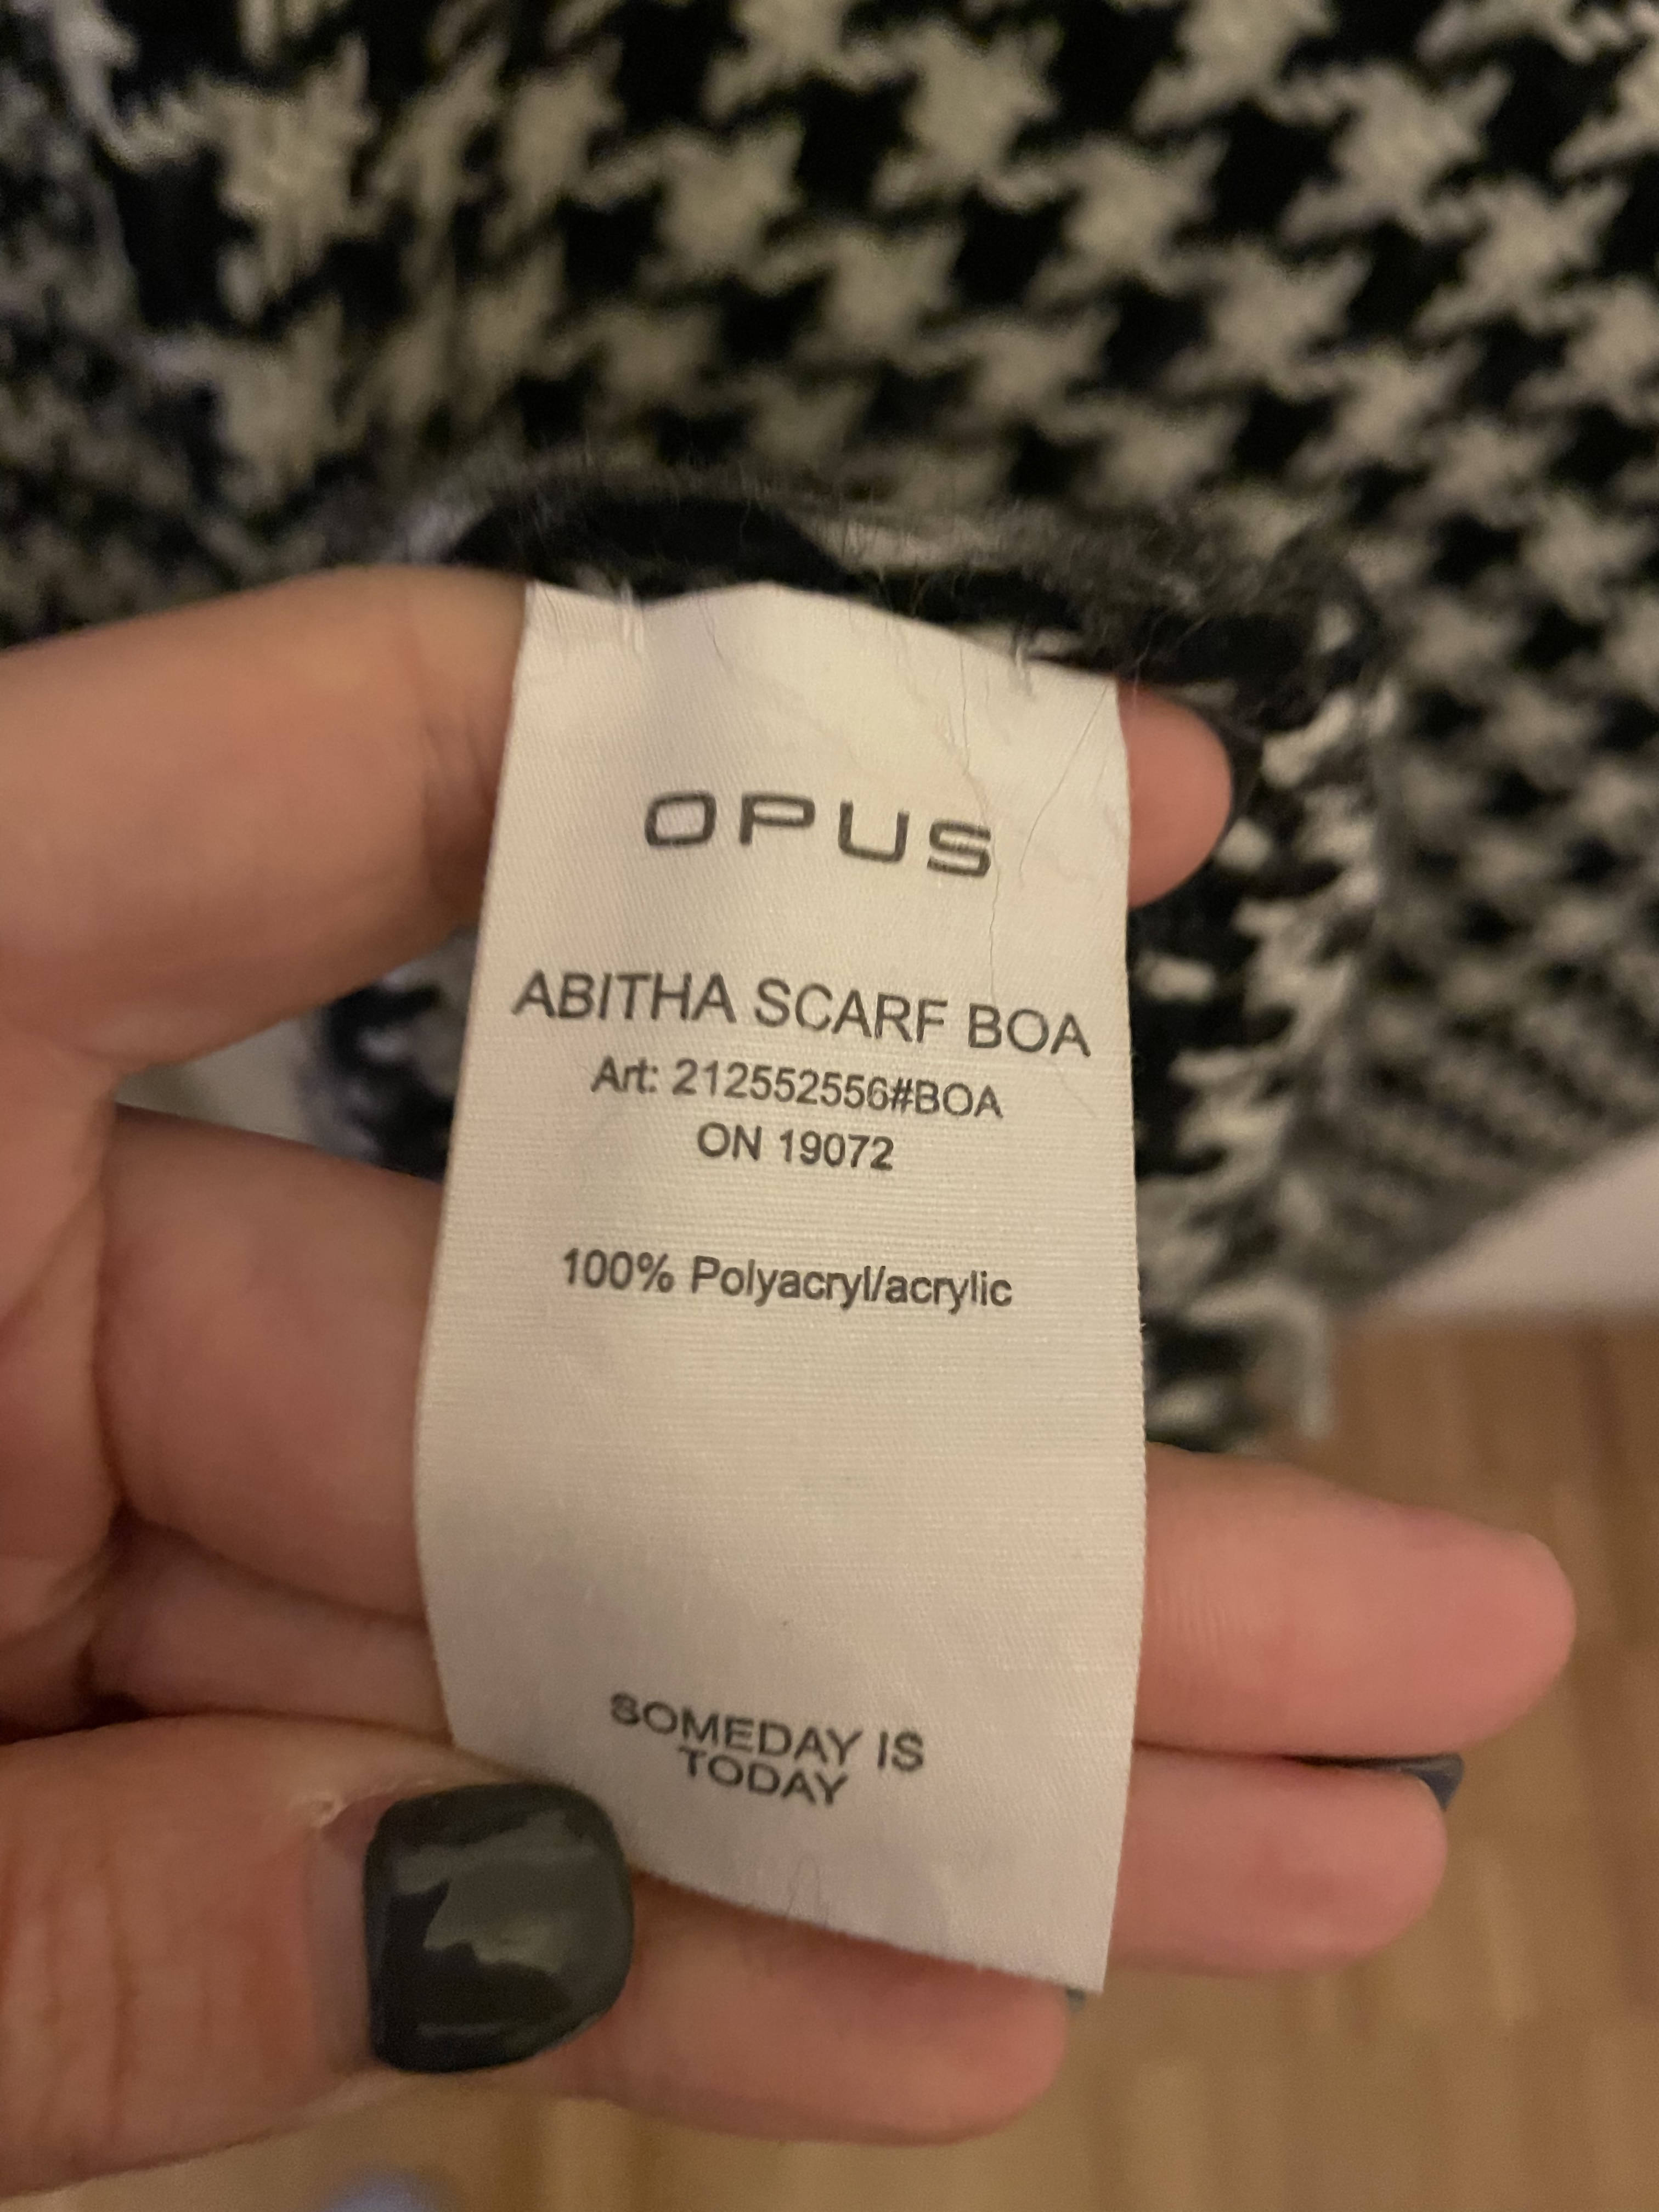 OPUS
ABITHA SCARF BOA
Art: 212552556#BOA
ON 19072
100% Polyacryl/acrylic
SOMEDAY IS
TODAY